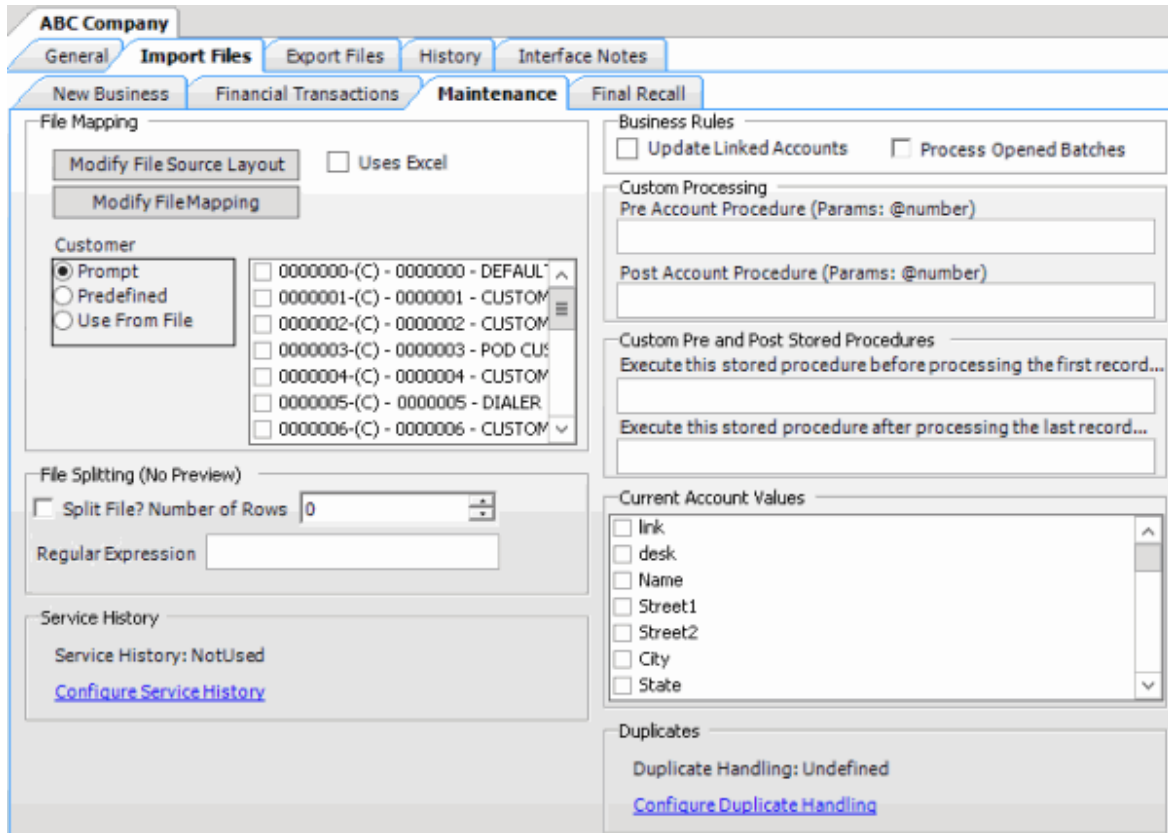 ABC Company
General
Import Files
Export Files
History
Interface Notes
New Business
Financial Transactions
Maintenance
Final Recall
File Mapping
Modify File Source Layout
Uses Excel
Modify FileMapping
Customer
Prompt
Predefined
Use From File
0000000-(C) - 0000000 - DEFAULT
0000001-(C) - 0000001 - CUSTOM
0000002-(C) - 0000002 - CUSTOM
0000003-(C) - 0000003 - POD CUS
0000004-(C) - 0000004 - CUSTOM
0000005-(C) - 0000005 - DIALER
0000006-(C) - 0000006 - CUSTOM
File Splitting (No Preview)
Split File? Number of Rows 0
Regular Expression
Service History
Service History: NotUsed
Configure Service History
Business Rules
Update Linked Accounts
Process Opened Batches
Custom Processing
Pre Account Procedure (Params: @number)
Post Account Procedure (Params: @number)
Custom Pre and Post Stored Procedures
Execute this stored procedure before processing the first record...
Execute this stored procedure after processing the last record...
Current Account Values
link
desk
Name
Street1
Street2
City
State
Duplicates
Duplicate Handling: Undefined
Configure Duplicate Handling